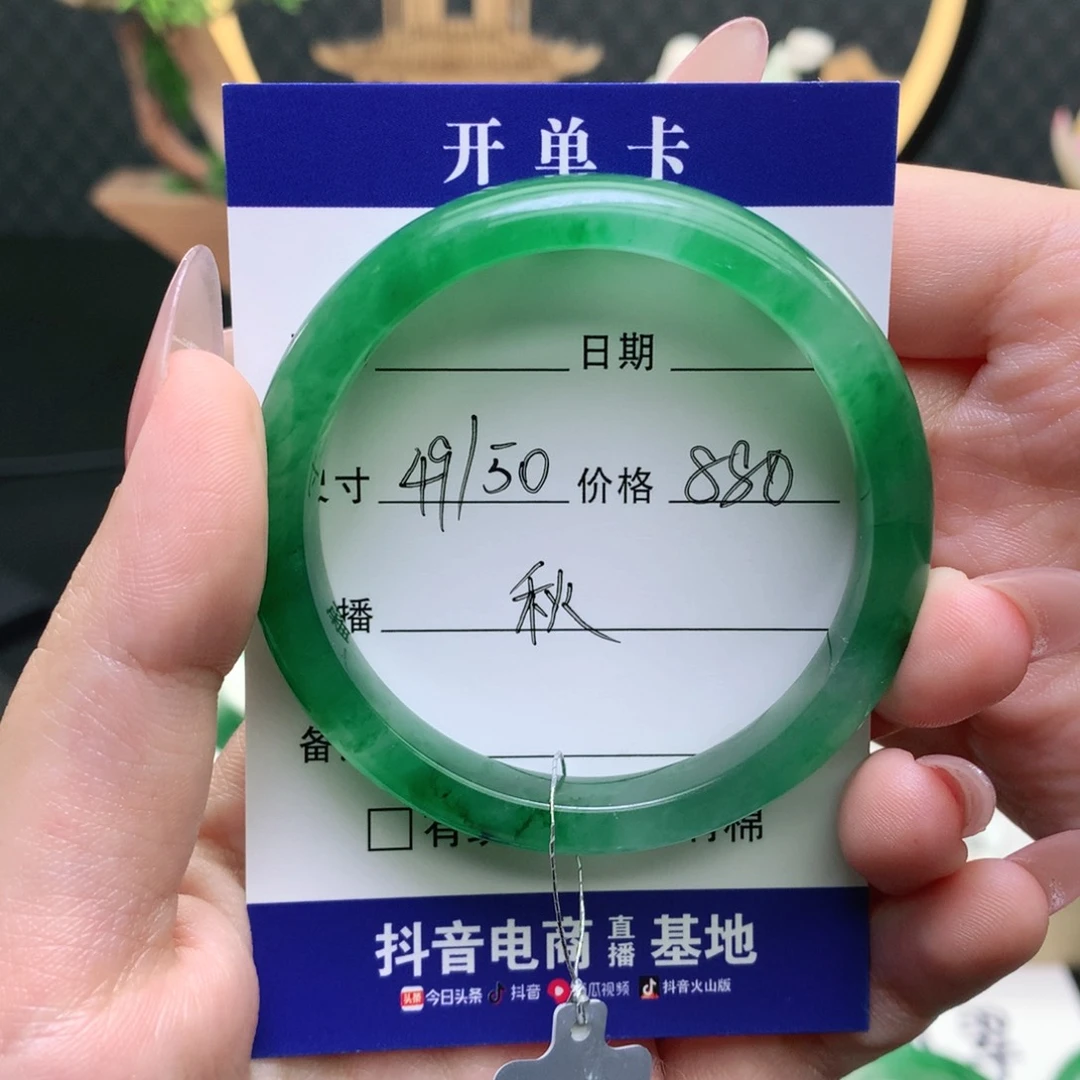 开单卡
日期
寸 49/50 价格 880
播 秋
备
有 棉
抖音电商直播基地
头条 今日头条 抖音 瓜视频 抖音火山版